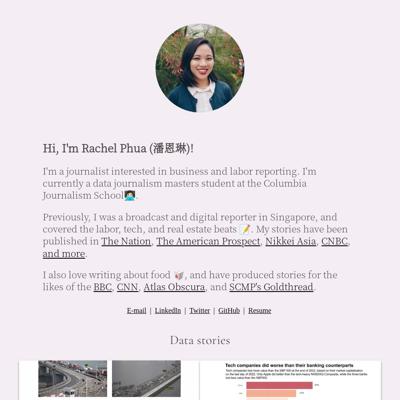 Hi, I'm Rachel Phua (潘恩琳)!
I'm a journalist interested in business and labor reporting. I'm
currently a data journalism masters student at the Columbia
Journalism School👩🏻‍💻.
Previously, I was a broadcast and digital reporter in Singapore, and
covered the labor, tech, and real estate beats 📝. My stories have been
published in The Nation, The American Prospect, Nikkei Asia, CNBC,
and more.
I also love writing about food 🥡, and have produced stories for the
likes of the BBC, CNN, Atlas Obscura, and SCMP's Goldthread.
E-mail | LinkedIn | Twitter | GitHub | Resume
Data stories
Tech companies did worse than their banking counterparts